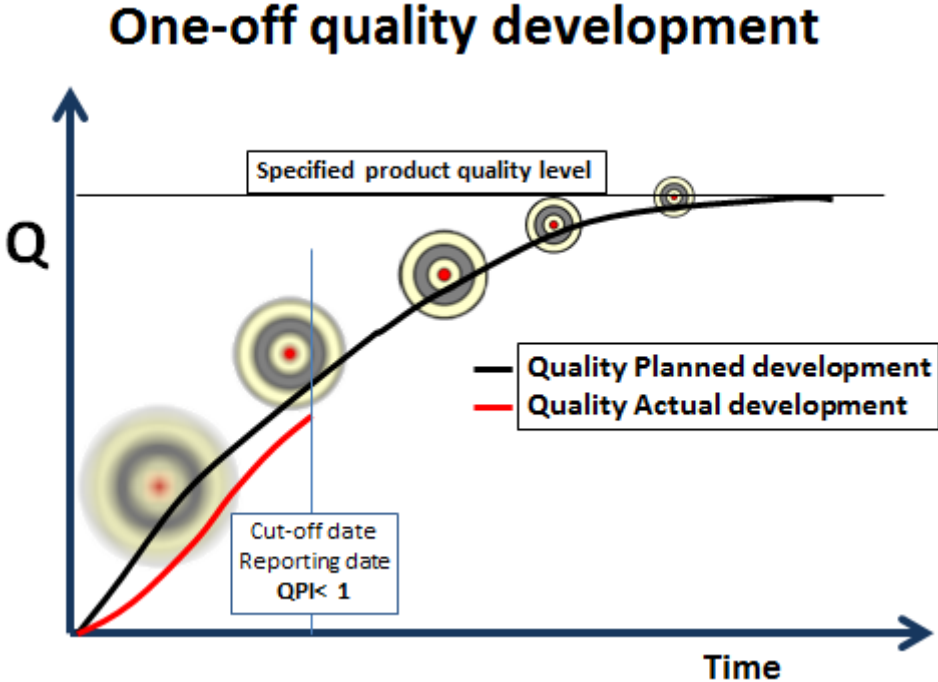 One-off quality development
Specified product quality level
Q
Quality Planned development
Quality Actual development
Cut-off date
Reporting date
QPI< 1
Time